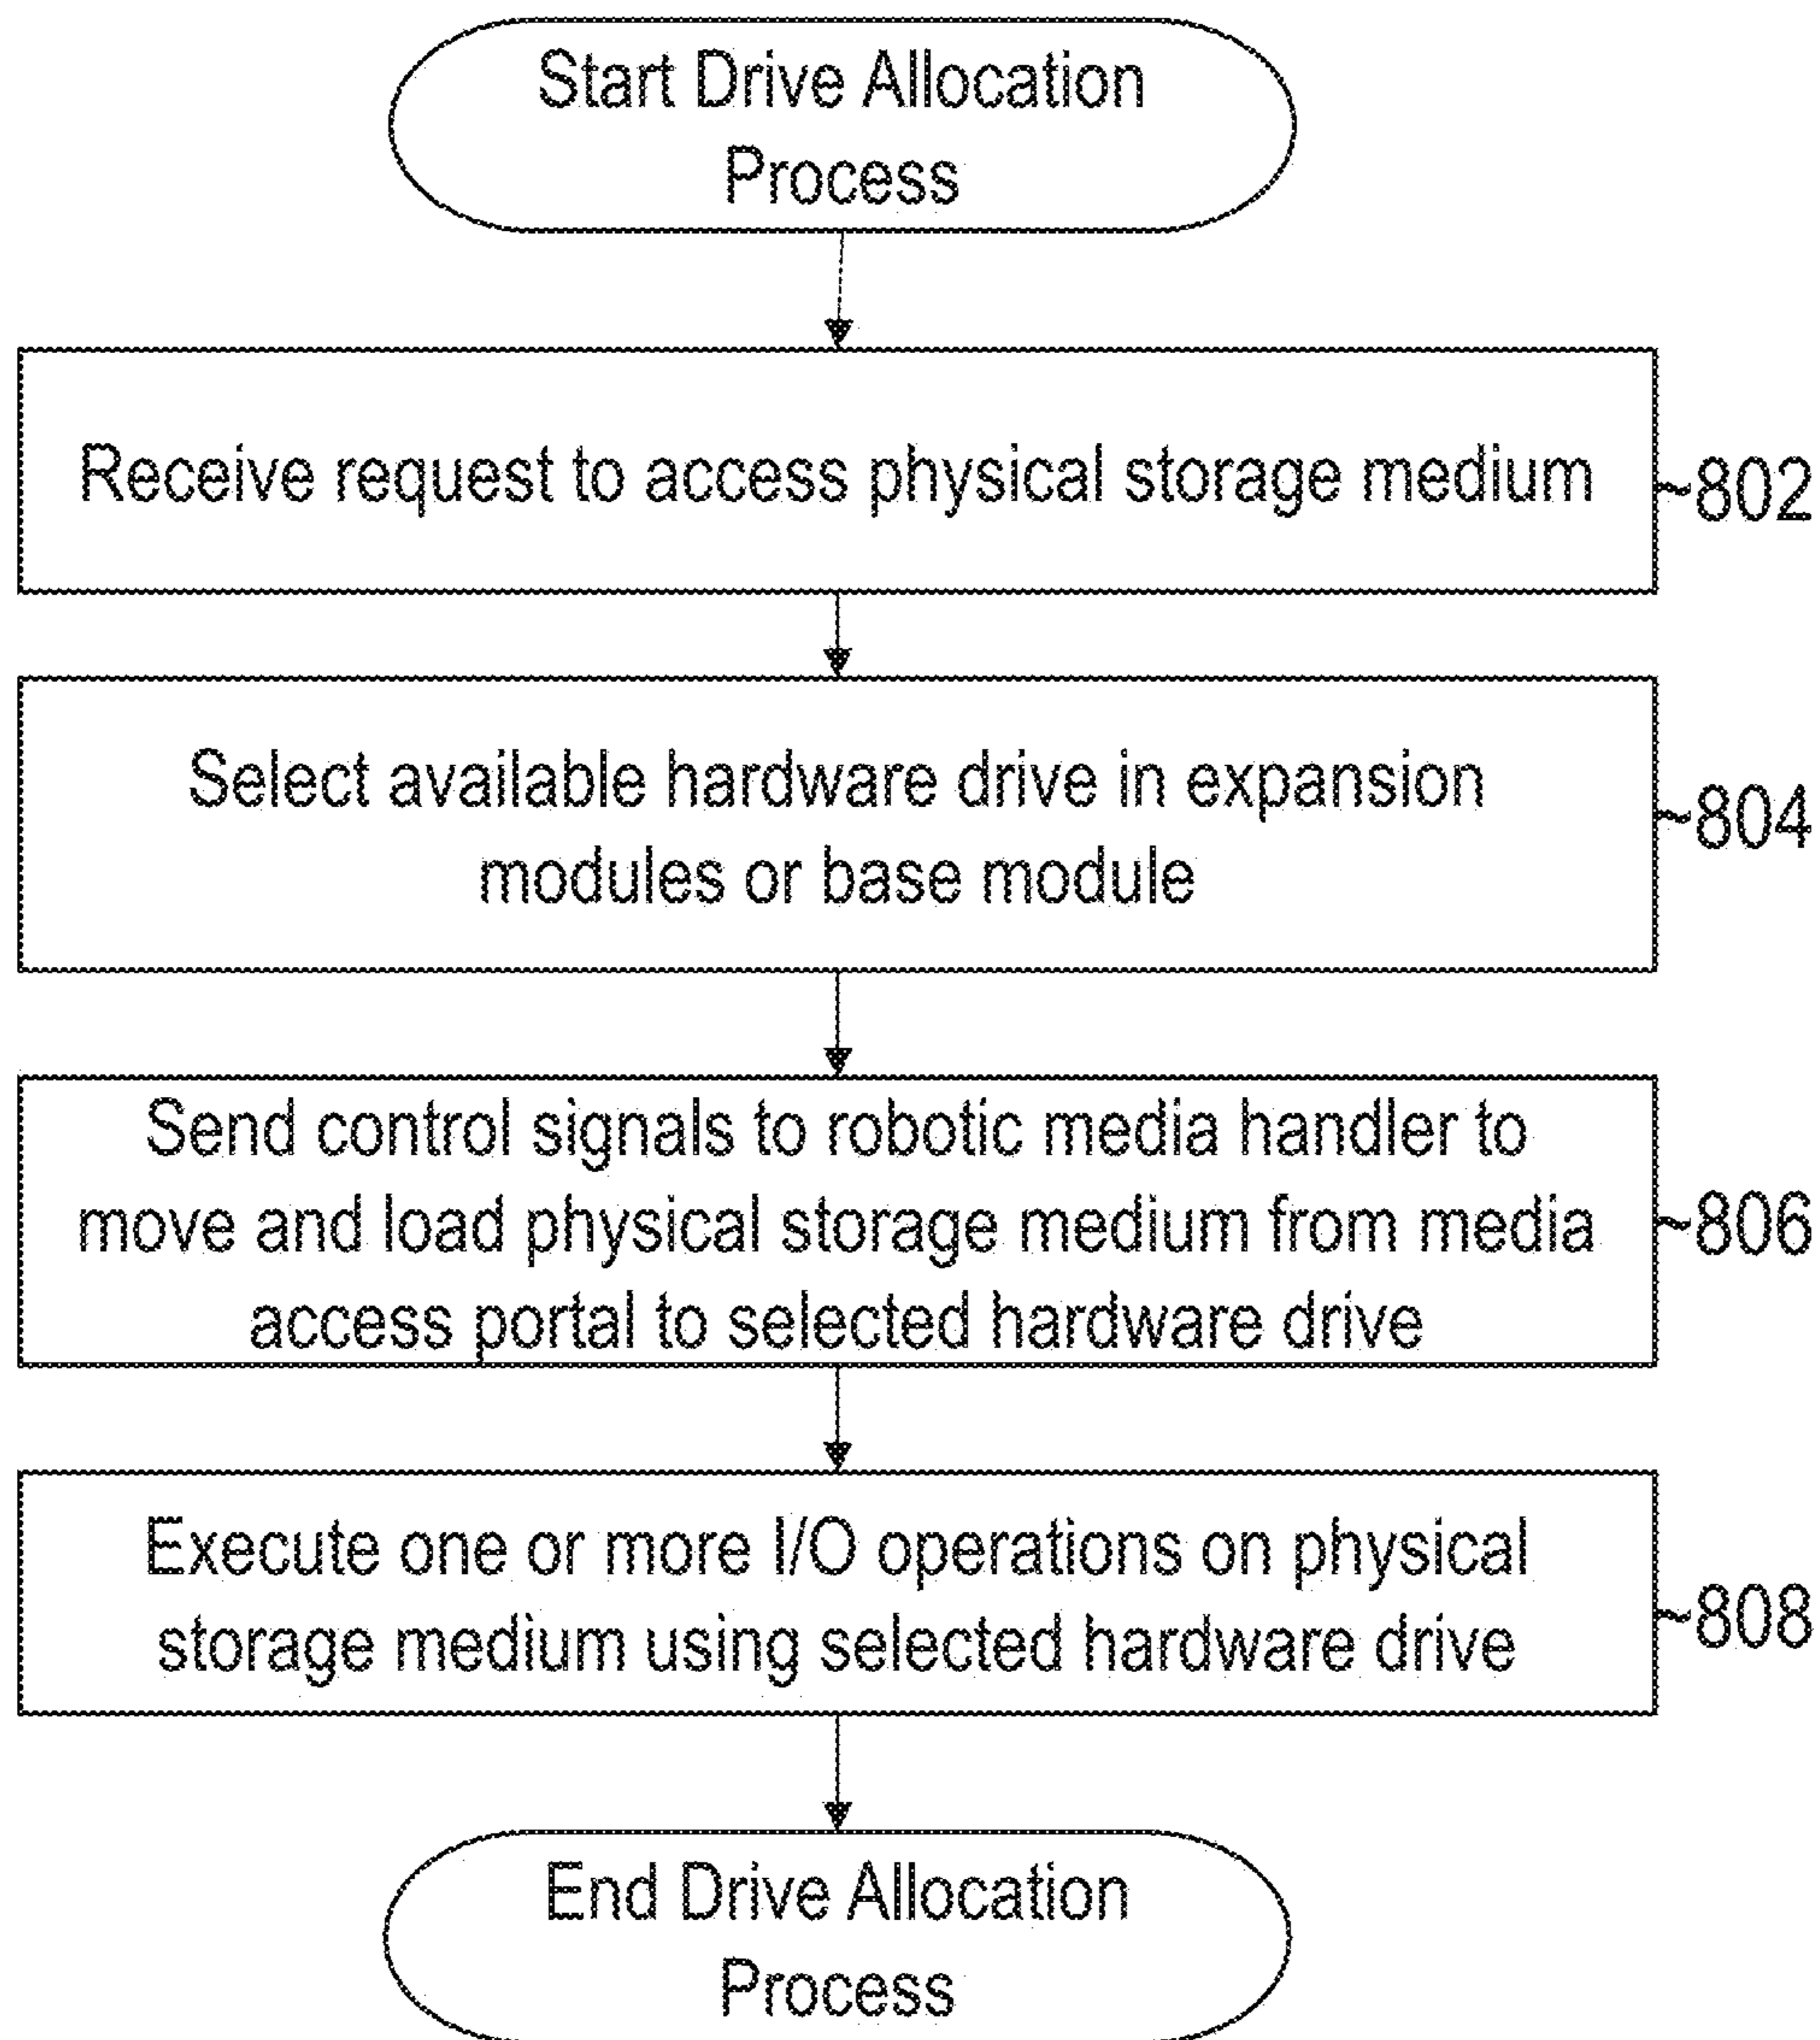 Start Drive Allocation
Process
Receive request to access physical storage medium
~802
Select available hardware drive in expansion
modules or base module
~804
Send control signals to robotic media handler to
move and load physical storage medium from media
access portal to selected hardware drive
~806
Execute one or more I/O operations on physical
storage medium using selected hardware drive
~808
End Drive Allocation
Process